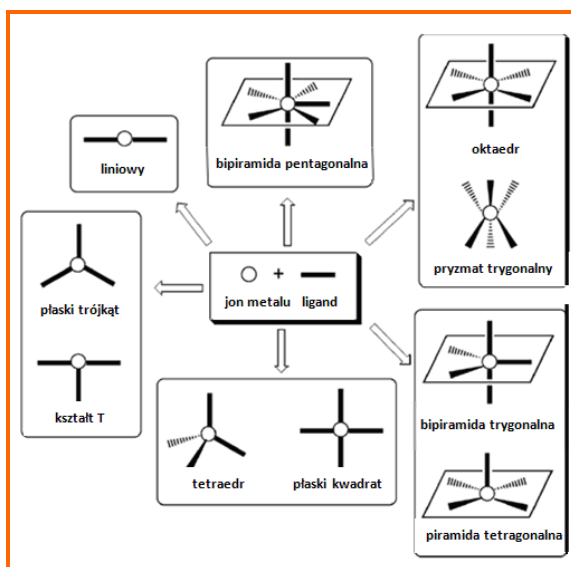 liniowy
bipiramida pentagonalna
oktaedr
pryzmat trygonalny
płaski trójkąt
kształt T
jon metalu ligand
tetraedr płaski kwadrat
bipiramida trygonalna
piramida tetragonalna